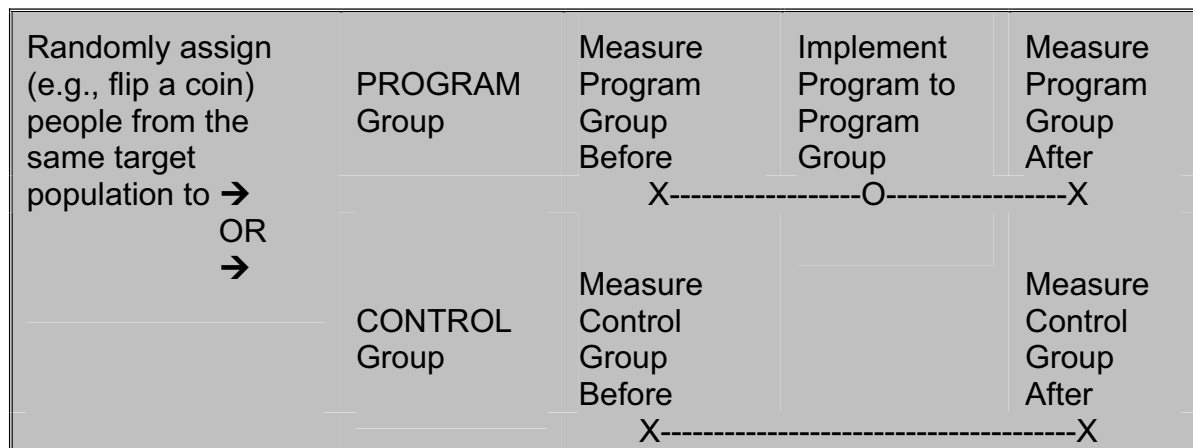 Randomly assign
(e.g., flip a coin)
people from the
same target
population to →
OR
→
PROGRAM
Group
Measure
Program
Group
Before
Implement
Program to
Program
Group
Measure
Program
Group
After
X------------------O-----------------X
CONTROL
Group
Measure
Control
Group
Before
Measure
Control
Group
After
X---------------------------------------X